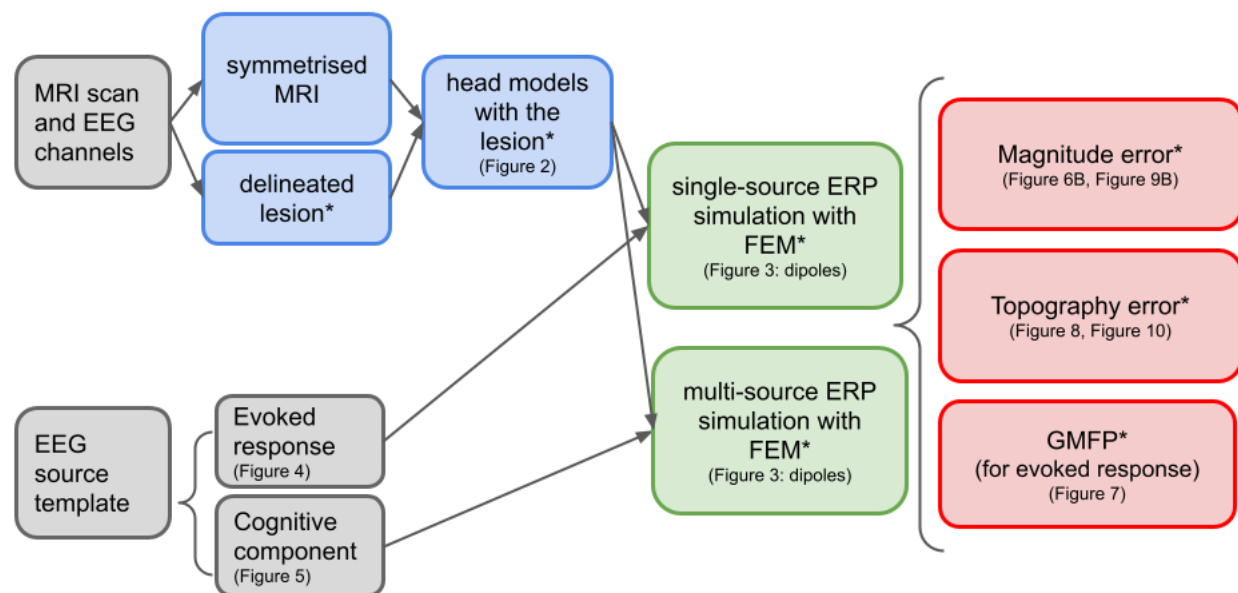 MRI scan
and EEG
channels
symmetrised
MRI
delineated
lesion*
head models
with the
lesion*
(Figure 2)
EEG
source
template
Evoked
response
(Figure 4)
Cognitive
component
(Figure 5)
single-source ERP
simulation with
FEM*
(Figure 3: dipoles)
multi-source ERP
simulation with
FEM*
(Figure 3: dipoles)
Magnitude error*
(Figure 6B, Figure 9B)
Topography error*
(Figure 8, Figure 10)
GMFP*
(for evoked response)
(Figure 7)